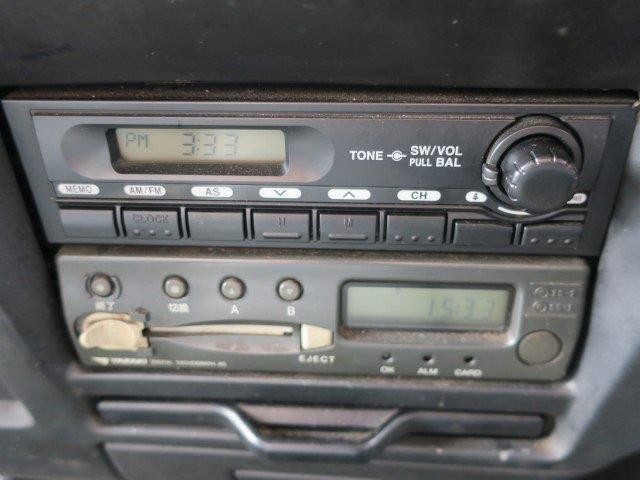 PM 3:33
TONE SW/VOL
PULL BAL
MEMO AM/FM AS CH
CLOCK H M
15:33
終了 切換 A B
EJECT
OK ALM CARD